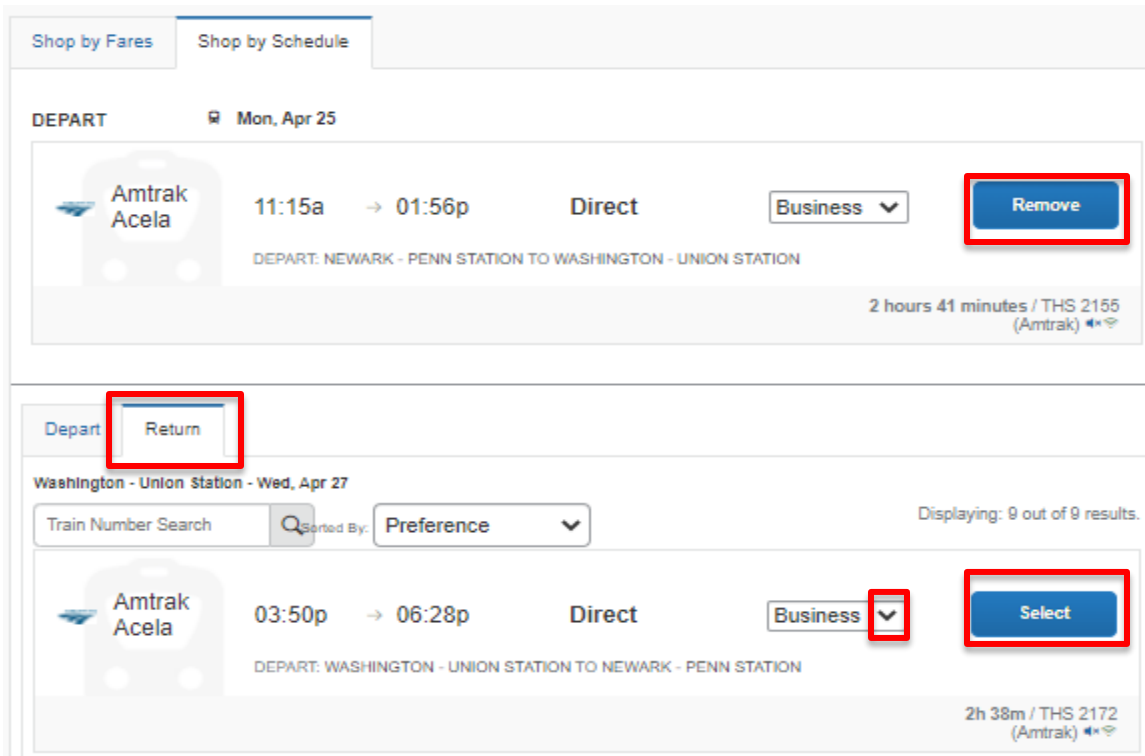 Shop by Fares Shop by Schedule
DEPART Mon, Apr 25
Amtrak
Acela
11:15a → 01:56p Direct Business Remove
DEPART: NEWARK - PENN STATION TO WASHINGTON - UNION STATION
2 hours 41 minutes / THS 2155
(Amtrak)
Depart Return
Washington - Union Station - Wed, Apr 27
Train Number Search Sorted By: Preference Displaying: 9 out of 9 results.
Amtrak
Acela
03:50p → 06:28p Direct Business Select
DEPART: WASHINGTON - UNION STATION TO NEWARK - PENN STATION
2h 38m / THS 2172
(Amtrak)